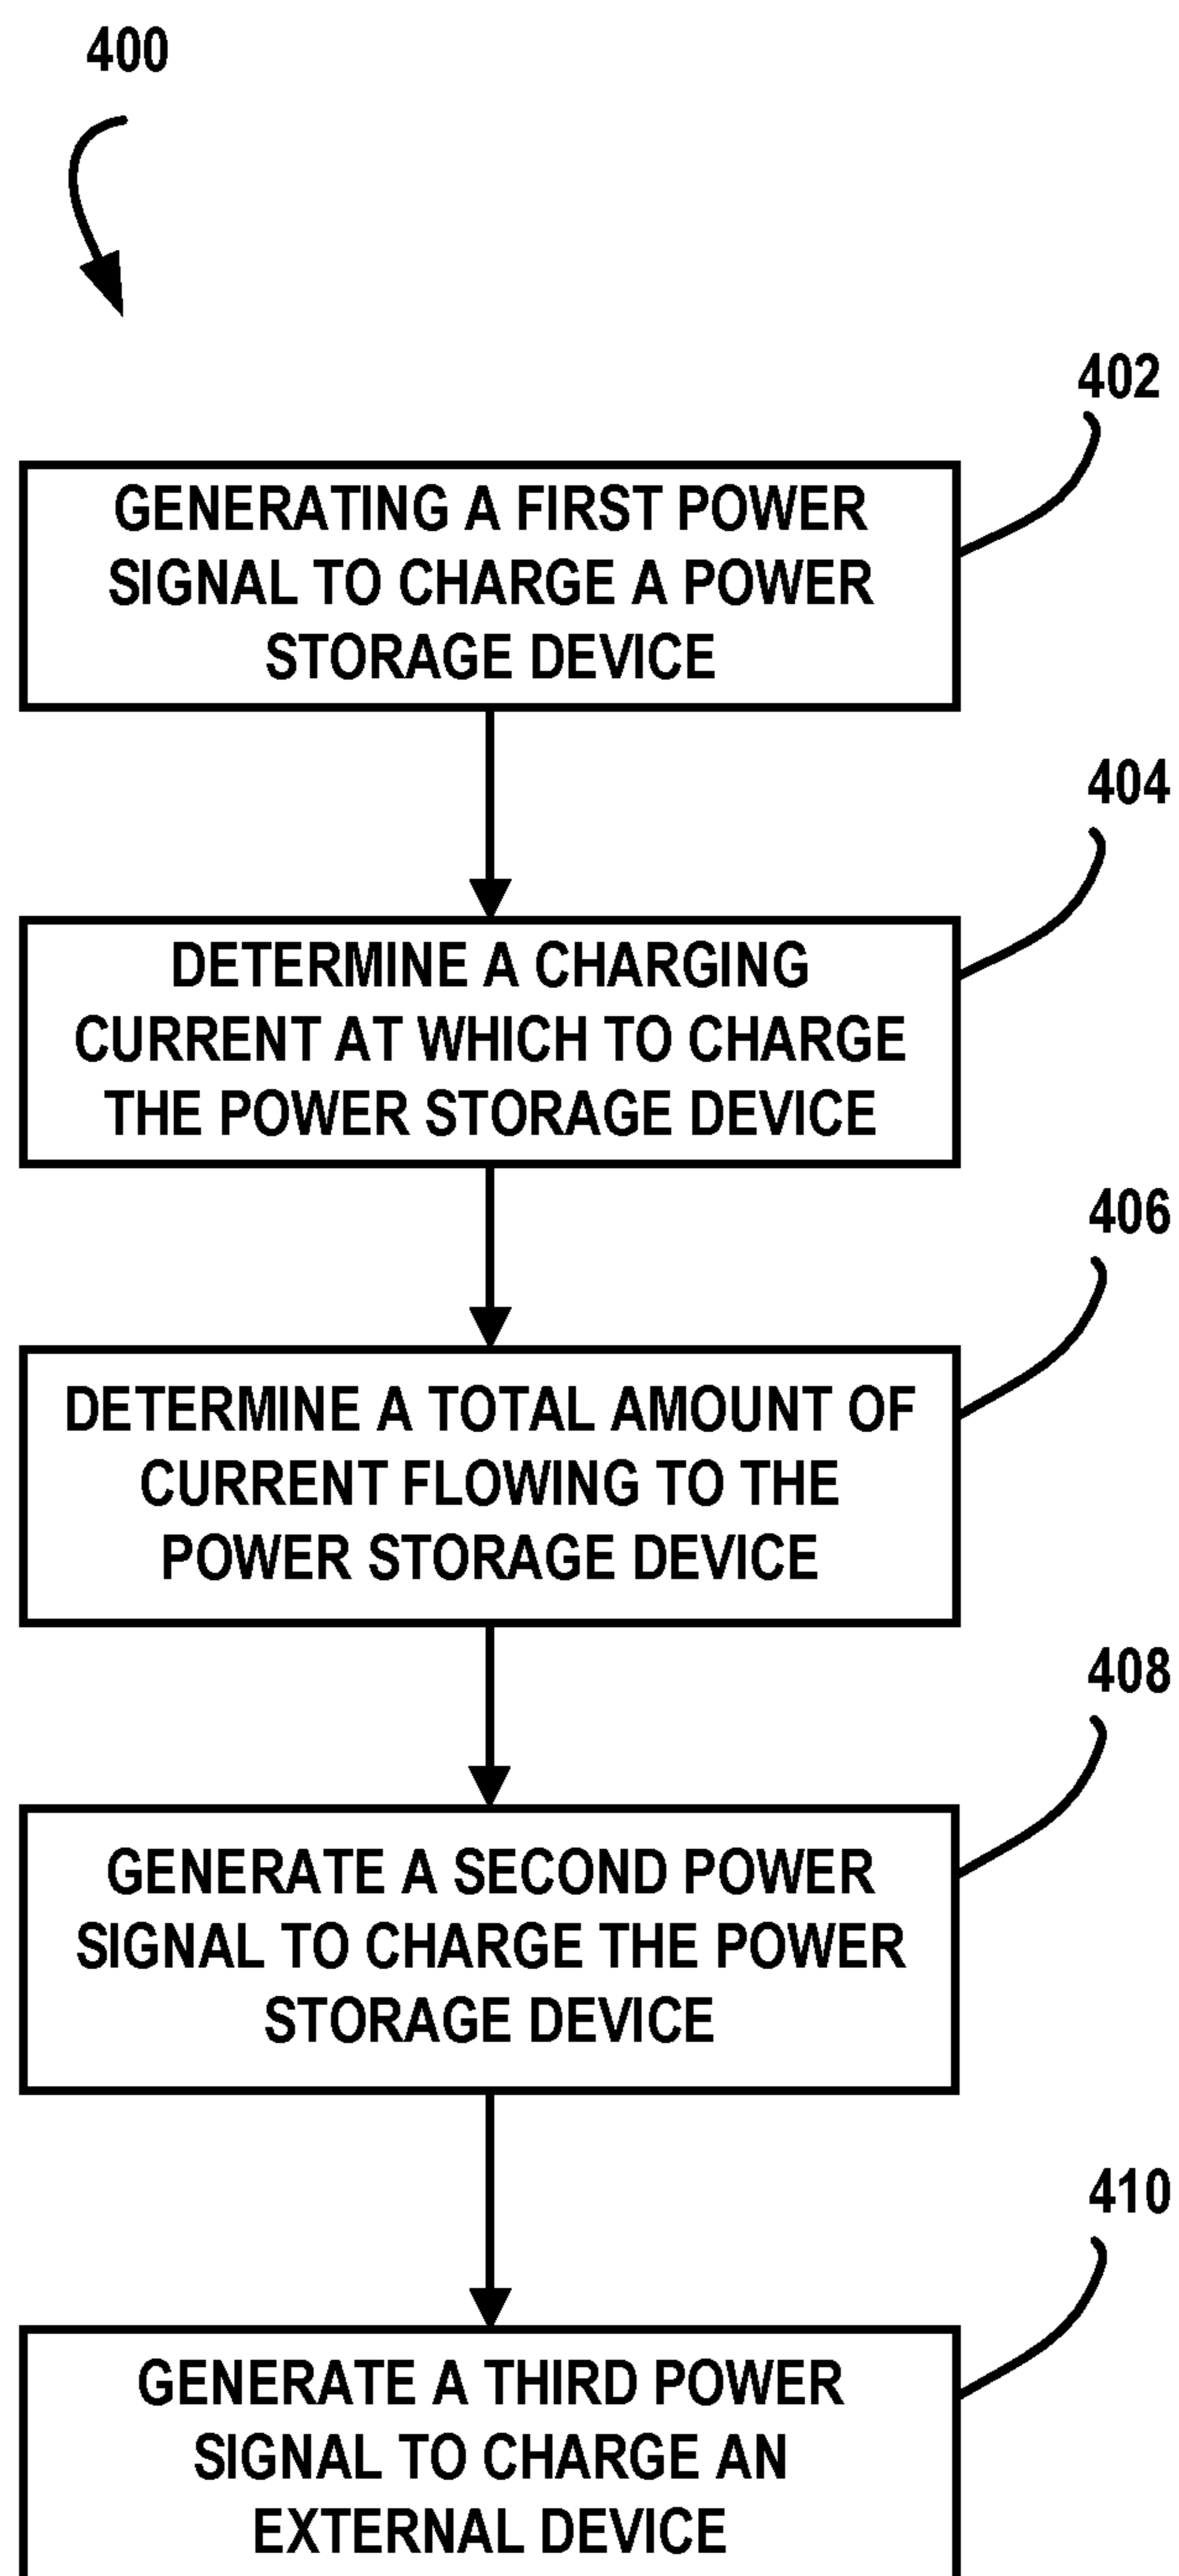 400
402
GENERATING A FIRST POWER
SIGNAL TO CHARGE A POWER
STORAGE DEVICE
404
DETERMINE A CHARGING
CURRENT AT WHICH TO CHARGE
THE POWER STORAGE DEVICE
406
DETERMINE A TOTAL AMOUNT OF
CURRENT FLOWING TO THE
POWER STORAGE DEVICE
408
GENERATE A SECOND POWER
SIGNAL TO CHARGE THE POWER
STORAGE DEVICE
410
GENERATE A THIRD POWER
SIGNAL TO CHARGE AN
EXTERNAL DEVICE